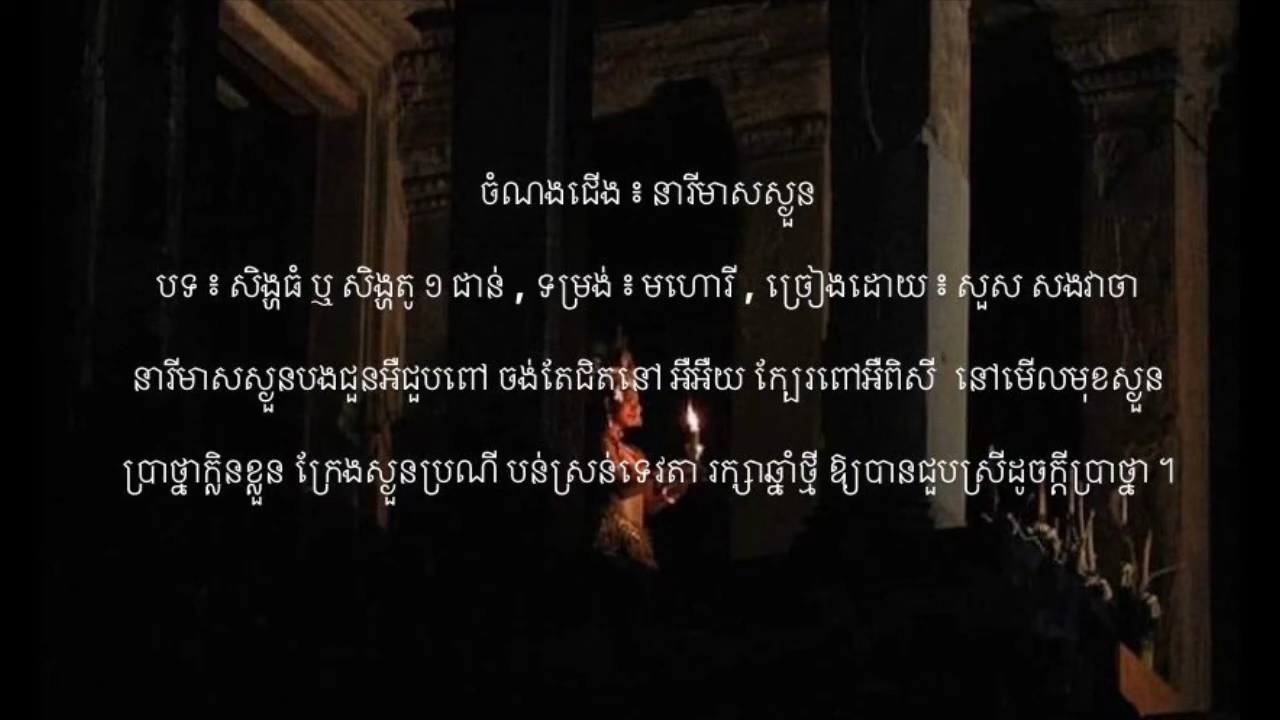 ចំណងជើង ៖ នារីមាសស្ងួន
បទ ៖ សិង្ហធំ ឬ សិង្ហតូ ១ ជាន់ , ទម្រង់ ៖ មហោរី , ច្រៀងដោយ ៖ សួស សងវាចា
នារីមាសស្ងួនបងជួនអឺជួបពៅ ចង់តែជិតនៅ អឺអឺយ ក្បែរពៅអឺពិសី នៅមើលមុខស្ងួន
ប្រាថ្នាក្លិនខ្លួន ក្រែងស្ងួនប្រណី បន់ស្រន់ទេវតា រក្សាឆ្នាំថ្មី ឱ្យបានជួបស្រីដូចក្ដីប្រាថ្នា ។